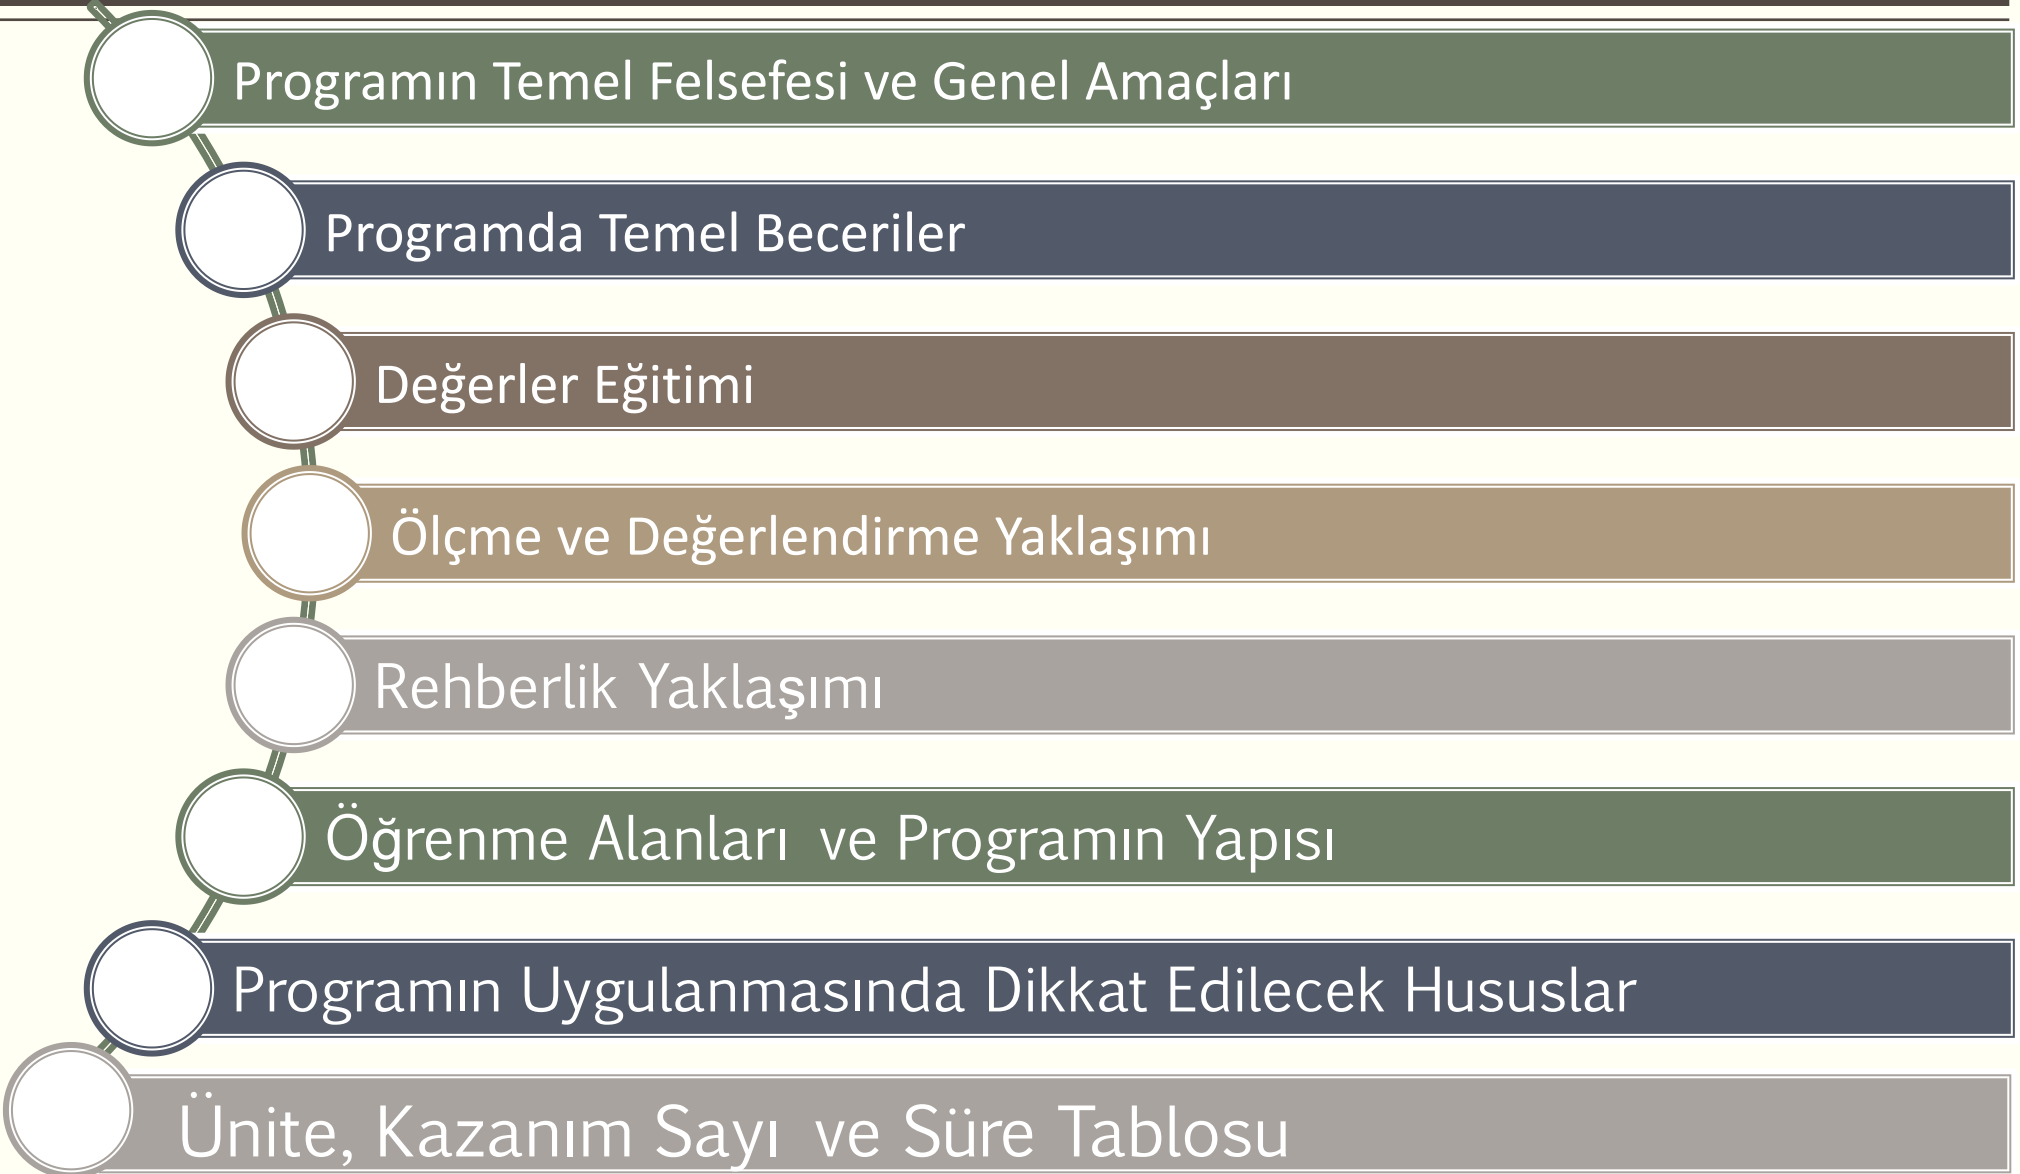 Programın Temel Felsefesi ve Genel Amaçları
Programda Temel Beceriler
Değerler Eğitimi
Ölçme ve Değerlendirme Yaklaşımı
Rehberlik Yaklaşımı
Öğrenme Alanları ve Programın Yapısı
Programın Uygulanmasında Dikkat Edilecek Hususlar
Ünite, Kazanım Sayı ve Süre Tablosu